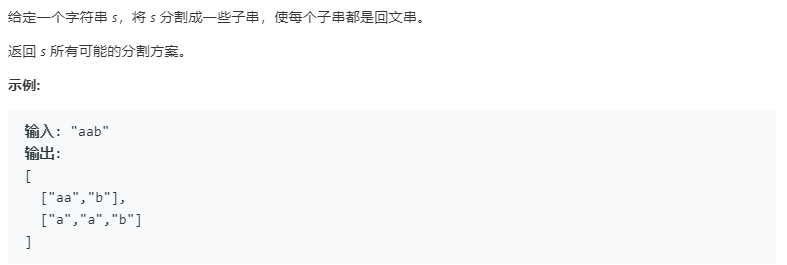 给定一个字符串 s，将 s 分割成一些子串，使每个子串都是回文串。
返回 s 所有可能的分割方案。
示例:
输入: "aab"
输出:
[
  ["aa","b"],
  ["a","a","b"]
]